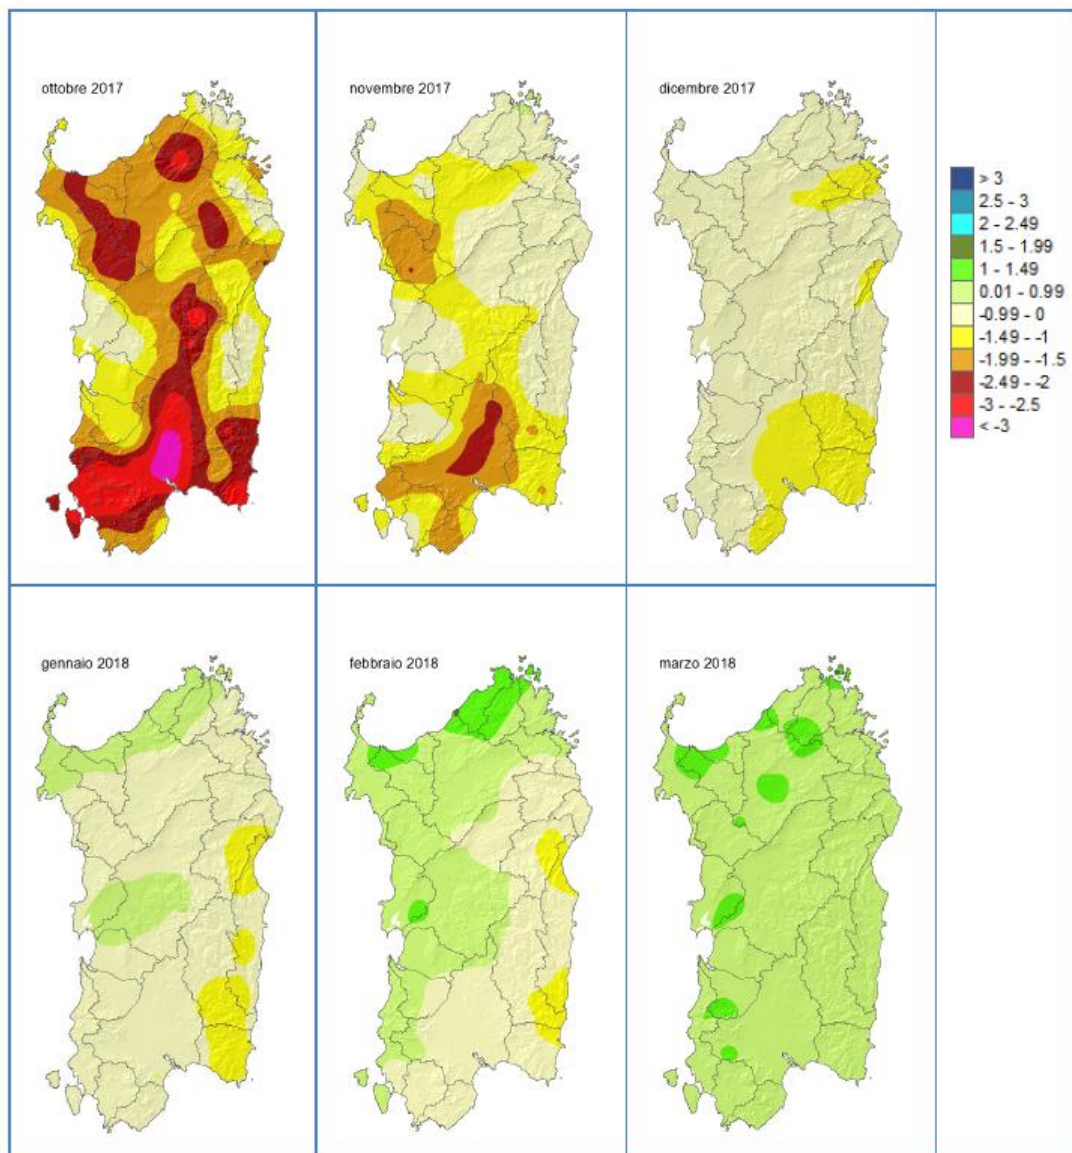 ottobre 2017
novembre 2017
dicembre 2017
> 3
2.5 - 3
2 - 2.49
1.5 - 1.99
1 - 1.49
0.01 - 0.99
-0.99 - 0
-1.49 - -1
-1.99 - -1.5
-2.49 - -2
-3 - -2.5
< -3
gennaio 2018
febbraio 2018
marzo 2018